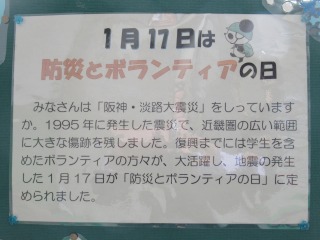 1月17日は
防災とボランティアの日
みなさんは「阪神・淡路大震災」をしっています
か。1995年に発生した震災で、近畿圏の広い範囲
に大きな傷跡を残しました。復興までには学生を含
めたボランティアの方々が、大活躍し、地震の発生
した1月17日が「防災とボランティアの日」に定
められました。